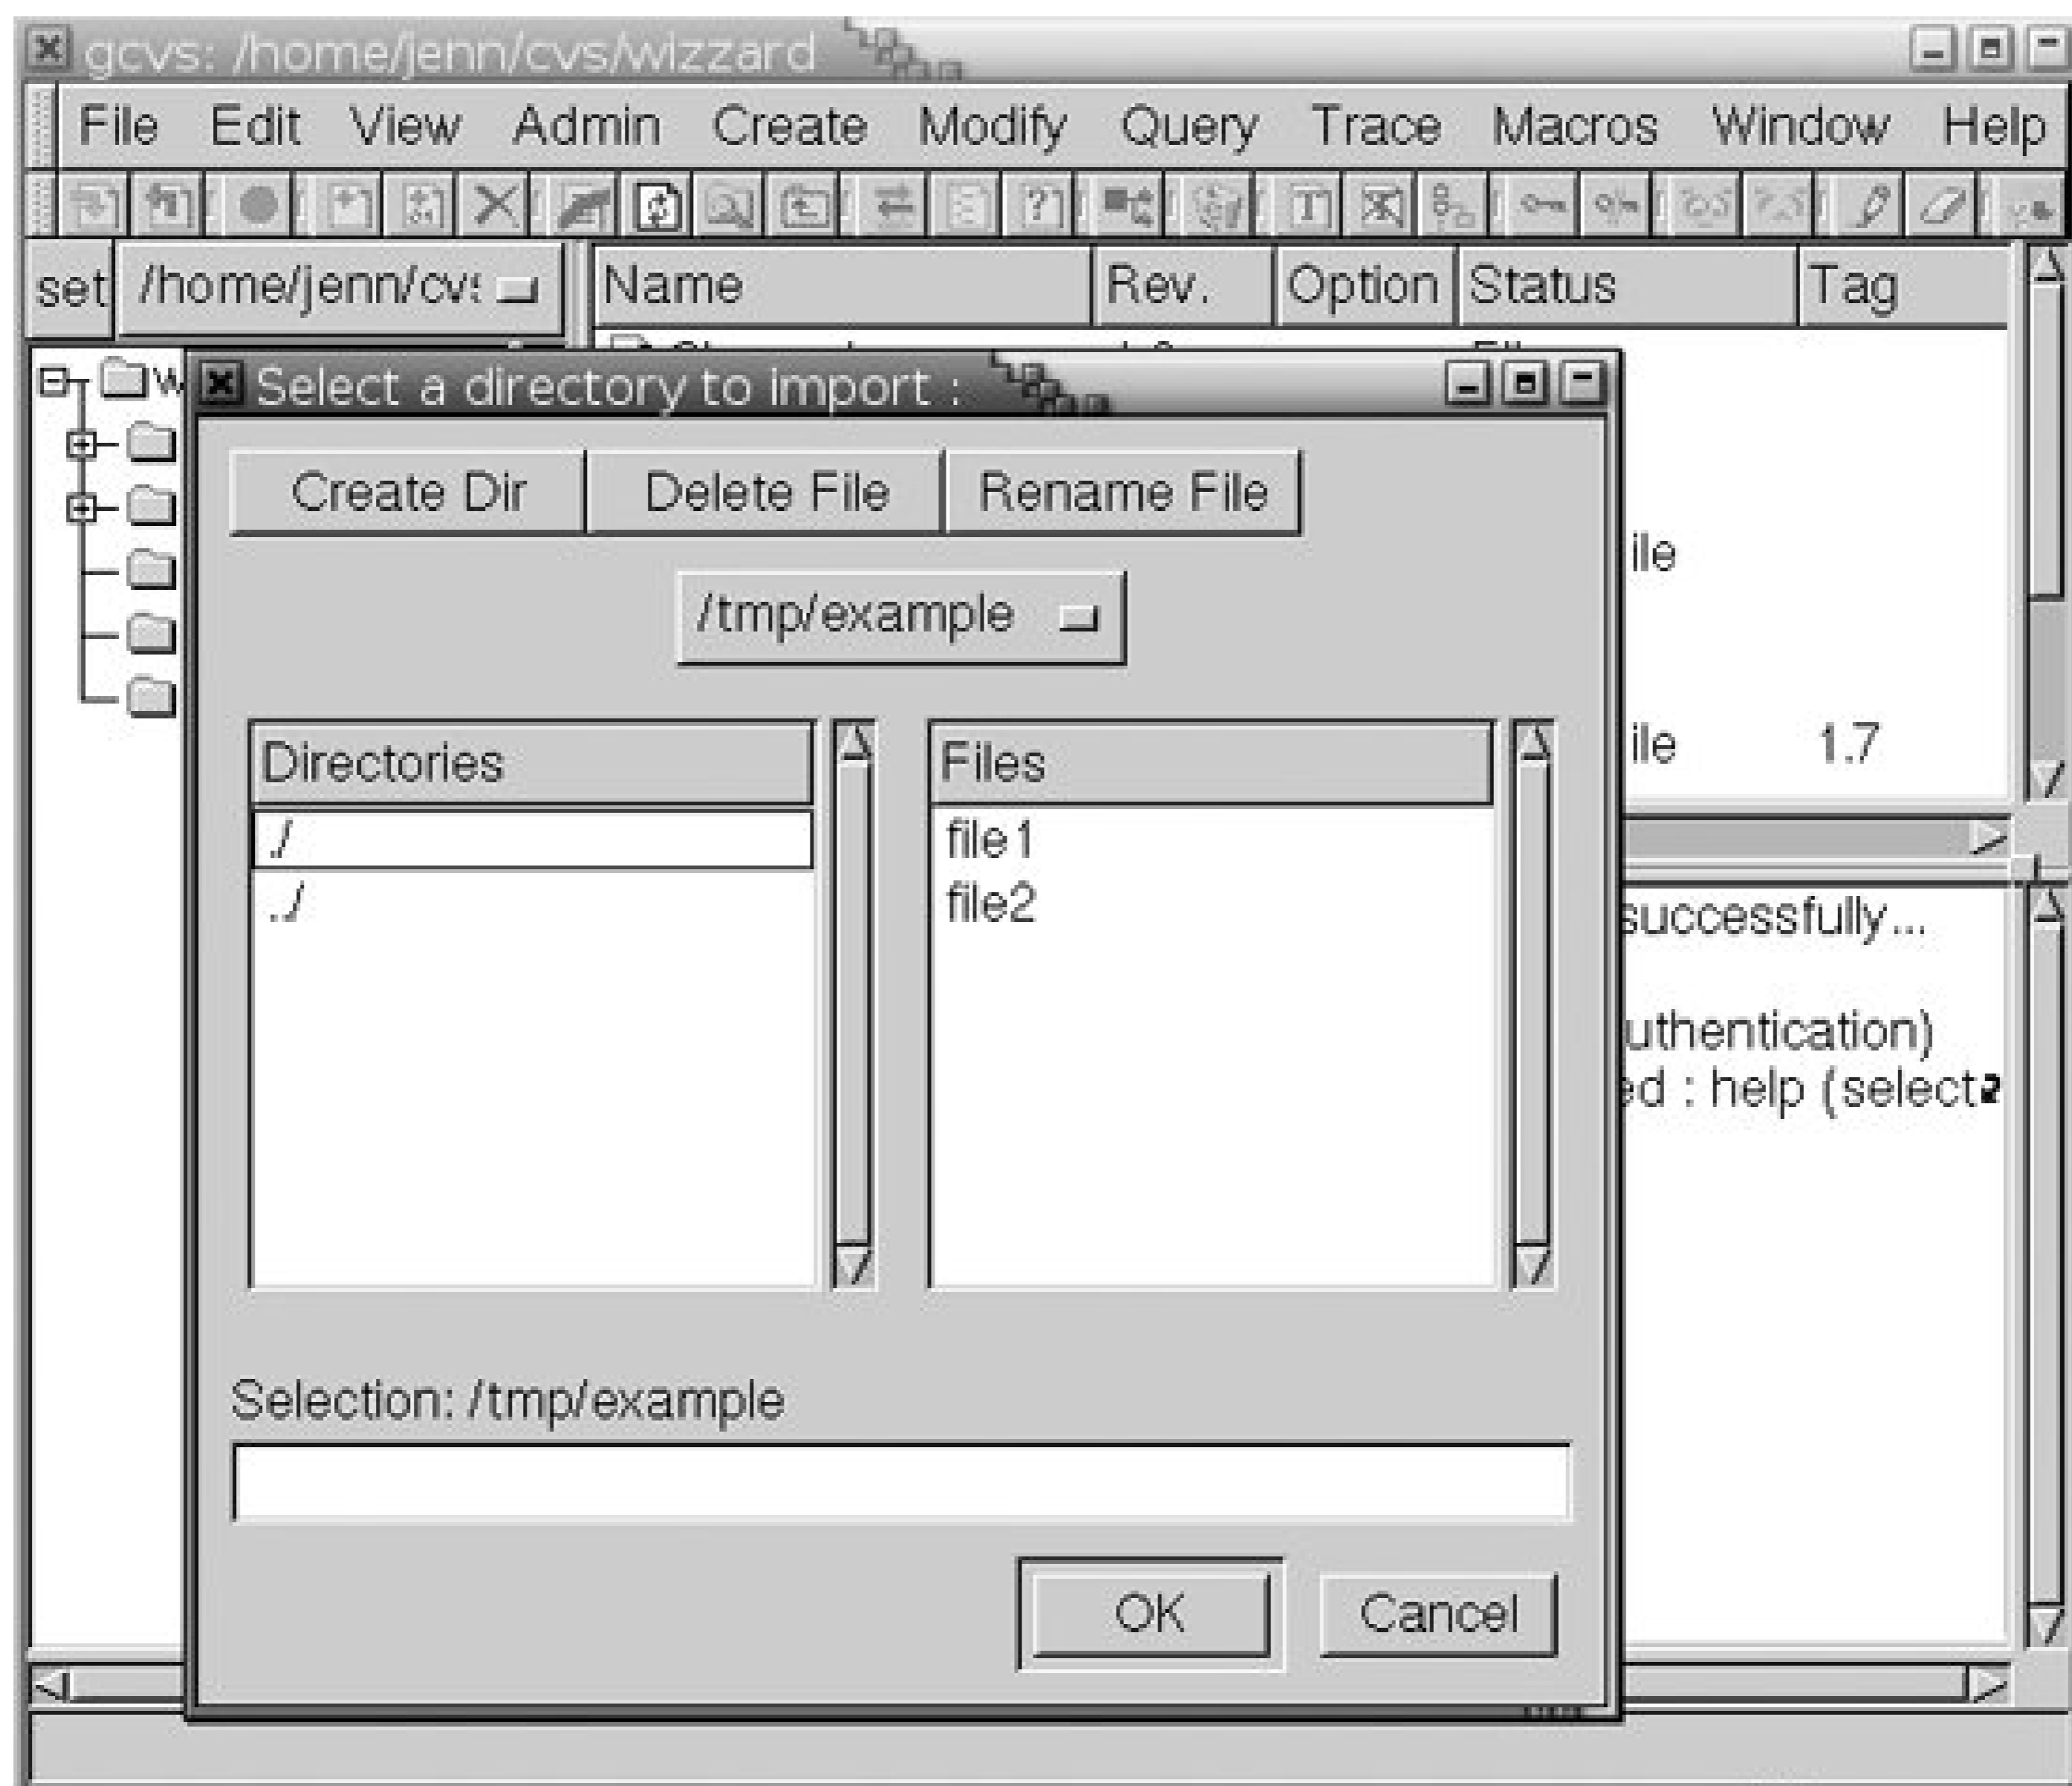 gcvs: /home/jenn/cvs/wizzard
File Edit View Admin Create Modify Query Trace Macros Window Help
set /home/jenn/cvs Name Rev. Option Status Tag
Select a directory to import :
Create Dir Delete File Rename File
ile
/tmp/example
ile 1.7
Directories Files
./ file1
../ file2
successfully...
uthentication)
ed : help (select
Selection: /tmp/example
OK Cancel